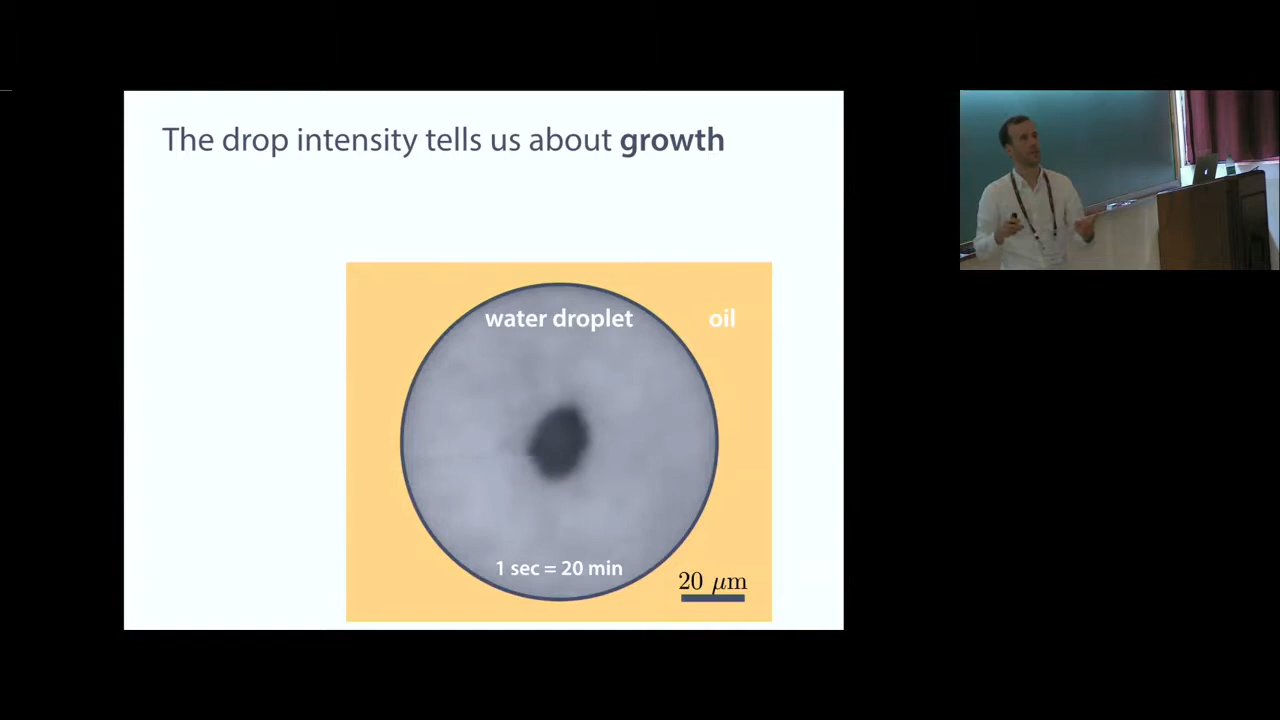 The drop intensity tells us about growth
water droplet
oil
1 sec = 20 min
20 μm